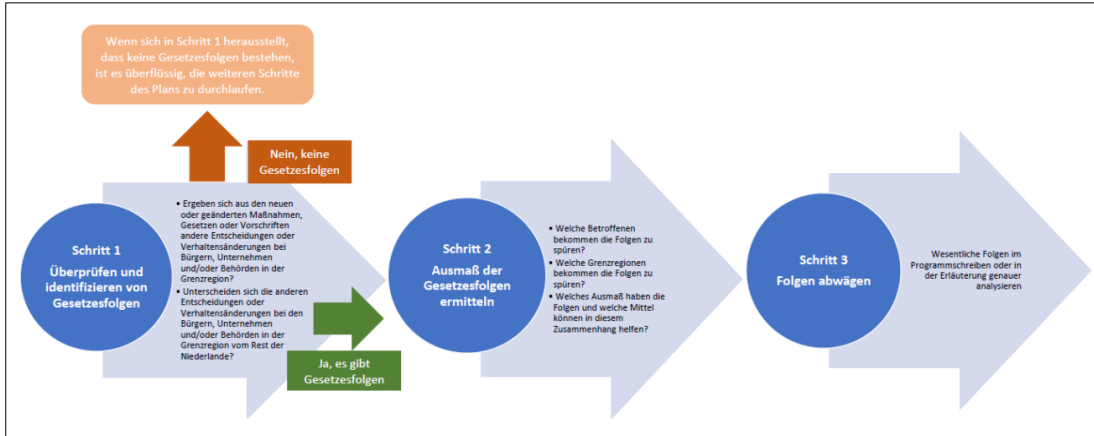 Wenn sich in Schritt 1 herausstellt,
dass keine Gesetzesfolgen bestehen,
ist es überflüssig, die weiteren Schritte
des Plans zu durchlaufen.
Nein, keine
Gesetzesfolgen
Schritt 1
Überprüfen und
identifizieren von
Gesetzesfolgen
• Ergeben sich aus den neuen
oder geänderten Maßnahmen,
Gesetzen oder Vorschriften
andere Entscheidungen oder
Verhaltensänderungen bei
Bürgern, Unternehmen
und/oder Behörden in der
Grenzregion?
• Unterscheiden sich die anderen
Entscheidungen oder
Verhaltensänderungen bei den
Bürgern, Unternehmen
und/oder Behörden in der
Grenzregion vom Rest der
Niederlande?
Ja, es gibt
Gesetzesfolgen
Schritt 2
Ausmaß der
Gesetzesfolgen
ermitteln
• Welche Betroffenen
bekommen die Folgen zu
spüren?
• Welche Grenzregionen
bekommen die Folgen zu
spüren?
• Welches Ausmaß haben die
Folgen und welche Mittel
können in diesem
Zusammenhang helfen?
Schritt 3
Folgen abwägen
Wesentliche Folgen im
Programmschreiben oder in
der Erläuterung genauer
analysieren